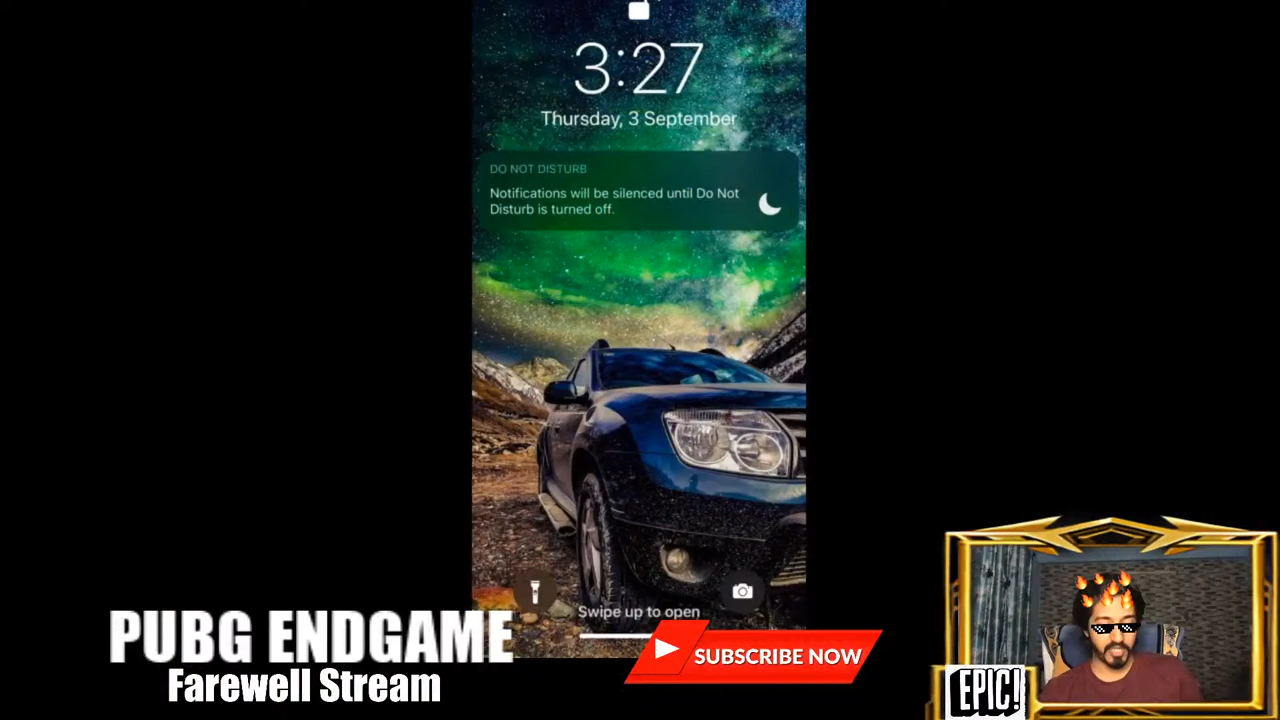 3:27
Thursday, 3 September
DO NOT DISTURB
Notifications will be silenced until Do Not
Disturb is turned off.
Swipe up to open
PUBG ENDGAME
Farewell Stream
SUBSCRIBE NOW
EPIC!